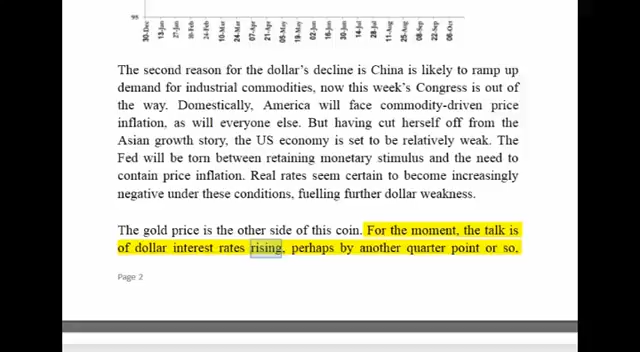 95
30-Dec
13-Jan
27-Jan
10-Feb
24-Feb
10-Mar
24-Mar
07-Apr
21-Apr
05-May
19-May
02-Jun
16-Jun
30-Jun
14-Jul
28-Jul
11-Aug
25-Aug
08-Sep
22-Sep
06-Oct
The second reason for the dollar’s decline is China is likely to ramp up
demand for industrial commodities, now this week’s Congress is out of
the way. Domestically, America will face commodity-driven price
inflation, as will everyone else. But having cut herself off from the
Asian growth story, the US economy is set to be relatively weak. The
Fed will be torn between retaining monetary stimulus and the need to
contain price inflation. Real rates seem certain to become increasingly
negative under these conditions, fuelling further dollar weakness.
The gold price is the other side of this coin. For the moment, the talk is
of dollar interest rates rising, perhaps by another quarter point or so,
Page 2